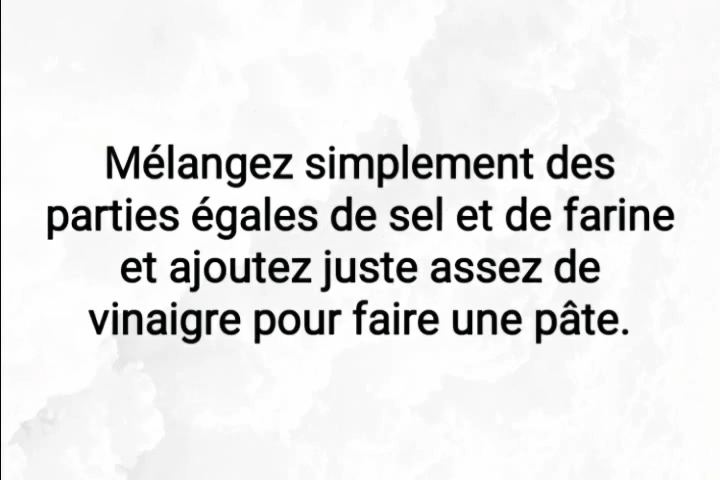 Mélangez simplement des
parties égales de sel et de farine
et ajoutez juste assez de
vinaigre pour faire une pâte.